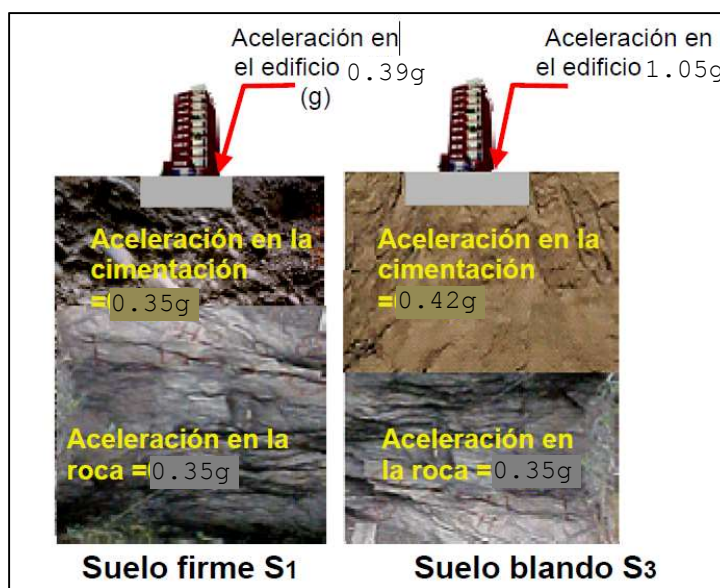 Aceleración en
el edificio 0.39g
(g)
Aceleración en
el edificio 1.05g
Aceleración en la
cimentación
=0.35g
Aceleración en la
cimentación
=0.42g
Aceleración en la
roca =0.35g
Aceleración en
la roca =0.35g
Suelo firme S1
Suelo blando S3